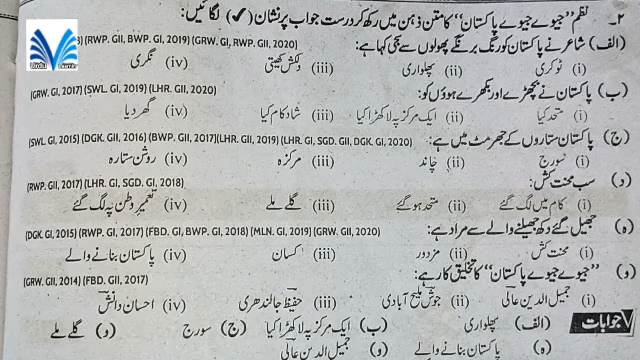 ۲۔ نظم ”جیوے جیوے پاکستان“ کا متن ذہن میں رکھ کر درست جواب پر نشان (✓) لگائیں:
(الف) شاعر نے پاکستان کو رنگ برنگے پھولوں سے سجی کہا ہے: (RWP. GII, BWP. GI, 2019) (GRW. GI, RWP. GII, 2020)
(i) ٹوکری (ii) پھلواری (iii) دلکش کھیتی (iv) نگری
(ب) پاکستان نے بچھڑے اور بکھرے ہوؤں کو: (GRW. GI, 2017) (SWL. GI, 2019) (LHR. GII, 2020)
(i) متحد کیا (ii) ایک مرکز پہ لا کھڑا کیا (iii) شاد کام کیا (iv) گھر دیا
(ج) پاکستان ستاروں کے جھرمٹ میں ہے: (SWL. GI, 2015) (DGK. GII, 2016) (BWP. GII, 2017)(LHR. GII, 2019) (LHR. GI, SGD. GII, DGK. GI, 2020)
(i) سورج (ii) چاند (iii) مرکزہ (iv) روشن ستارہ
(د) سب محنت کش: (RWP. GII, 2017) (LHR. GI, SGD. GI, 2018)
(i) کام میں لگ گئے (ii) متحد ہو گئے (iii) گلے ملے (iv) تعمیرِ وطن پہ لگ گئے
(ہ) جھیل گئے دکھ جھیلنے والے سے مراد ہے: (DGK. GI, 2015) (RWP. GI, 2017) (FBD. GI, BWP. GI, 2018) (MLN. GI, 2019) (GRW. GII, 2020)
(i) محنت کش (ii) مزدور (iii) کسان (iv) پاکستان بنانے والے
(و) ”جیوے جیوے پاکستان“ کا تخلیق کار ہے: (GRW. GII, 2014) (FBD. GII, 2017)
(i) جمیل الدین عالی (ii) جوش ملیح آبادی (iii) حفیظ جالندھری (iv) احسان دانش
جوابات (الف) پھلواری (ب) ایک مرکز پہ لا کھڑا کیا (ج) سورج (د) گلے ملے
(ہ) پاکستان بنانے والے (و) جمیل الدین عالی